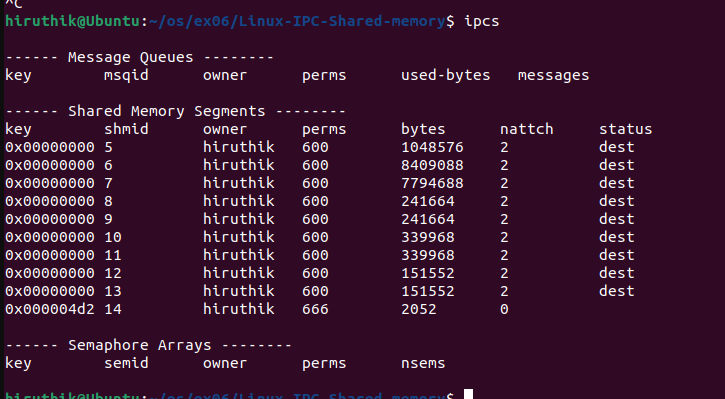 ^C
hiruthik@Ubuntu:~/os/ex06/Linux-IPC-Shared-memory$ ipcs
------ Message Queues --------
key        msqid      owner      perms      used-bytes   messages
------ Shared Memory Segments --------
key        shmid      owner      perms      bytes      nattch     status
0x00000000 5          hiruthik   600        1048576    2          dest
0x00000000 6          hiruthik   600        8409088    2          dest
0x00000000 7          hiruthik   600        7794688    2          dest
0x00000000 8          hiruthik   600        241664     2          dest
0x00000000 9          hiruthik   600        241664     2          dest
0x00000000 10         hiruthik   600        339968     2          dest
0x00000000 11         hiruthik   600        339968     2          dest
0x00000000 12         hiruthik   600        151552     2          dest
0x00000000 13         hiruthik   600        151552     2          dest
0x000004d2 14         hiruthik   666        2052       0
------ Semaphore Arrays --------
key        semid      owner      perms      nsems
hiruthik@Ubuntu:~/os/ex06/Linux-IPC-Shared-memory$